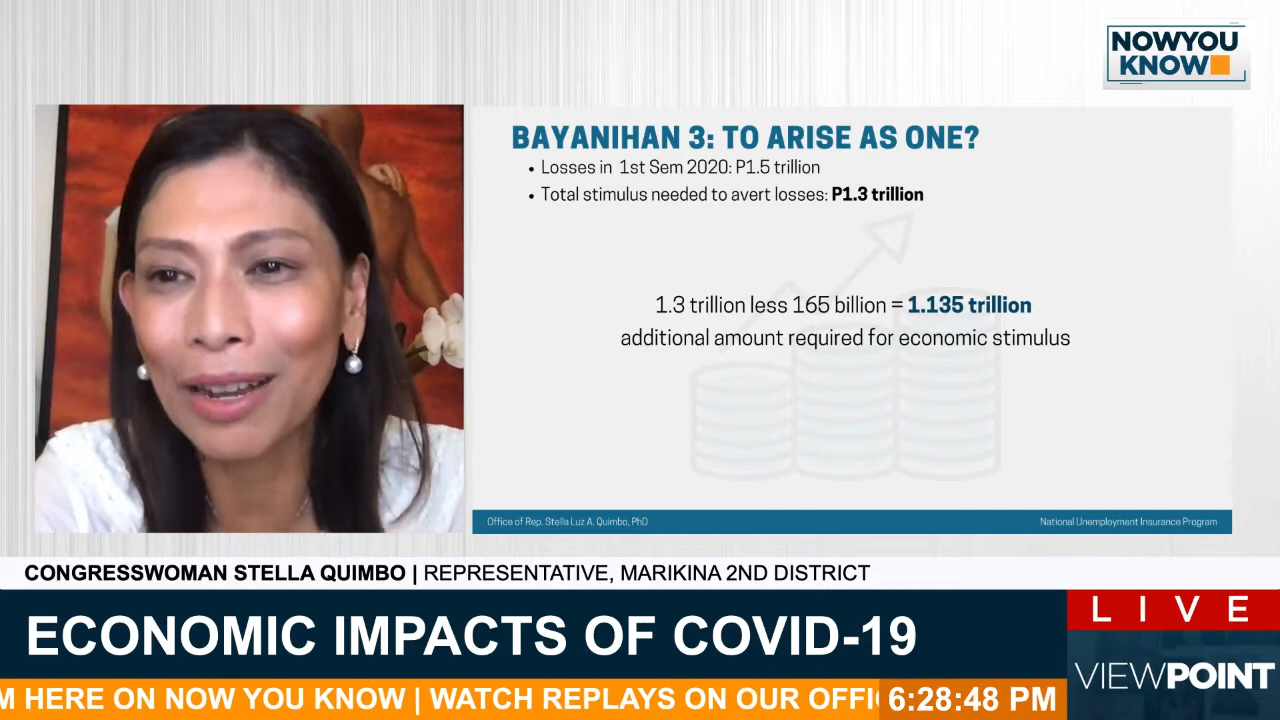 NOWYOU
KNOW
BAYANIHAN 3: TO ARISE AS ONE?
• Losses in 1st Sem 2020: P1.5 trillion
• Total stimulus needed to avert losses: P1.3 trillion
1.3 trillion less 165 billion = 1.135 trillion
additional amount required for economic stimulus
Office of Rep. Stella Luz A. Quimbo, PhD
National Unemployment Insurance Program
CONGRESSWOMAN STELLA QUIMBO | REPRESENTATIVE, MARIKINA 2ND DISTRICT
ECONOMIC IMPACTS OF COVID-19
LIVE
VIEWPOINT
M HERE ON NOW YOU KNOW | WATCH REPLAYS ON OUR OFFI
6:28:48 PM